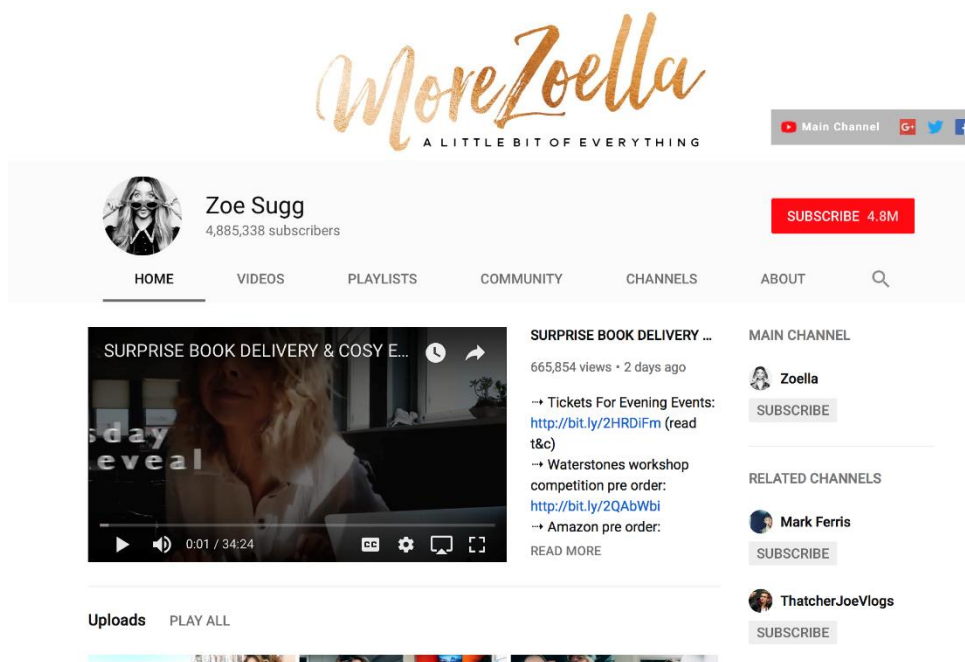 MoreZoella
A LITTLE BIT OF EVERYTHING
Main Channel G+
Zoe Sugg
4,885,338 subscribers
SUBSCRIBE 4.8M
HOME VIDEOS PLAYLISTS COMMUNITY CHANNELS ABOUT
SURPRISE BOOK DELIVERY & COSY E...
sday
eveal
0:01 / 34:24
CC
SURPRISE BOOK DELIVERY ...
665,854 views • 2 days ago
⇢ Tickets For Evening Events:
http://bit.ly/2HRDiFm (read
t&c)
⇢ Waterstones workshop
competition pre order:
http://bit.ly/2QAbWbi
⇢ Amazon pre order:
READ MORE
MAIN CHANNEL
Zoella
SUBSCRIBE
RELATED CHANNELS
Mark Ferris
SUBSCRIBE
ThatcherJoeVlogs
SUBSCRIBE
Uploads PLAY ALL